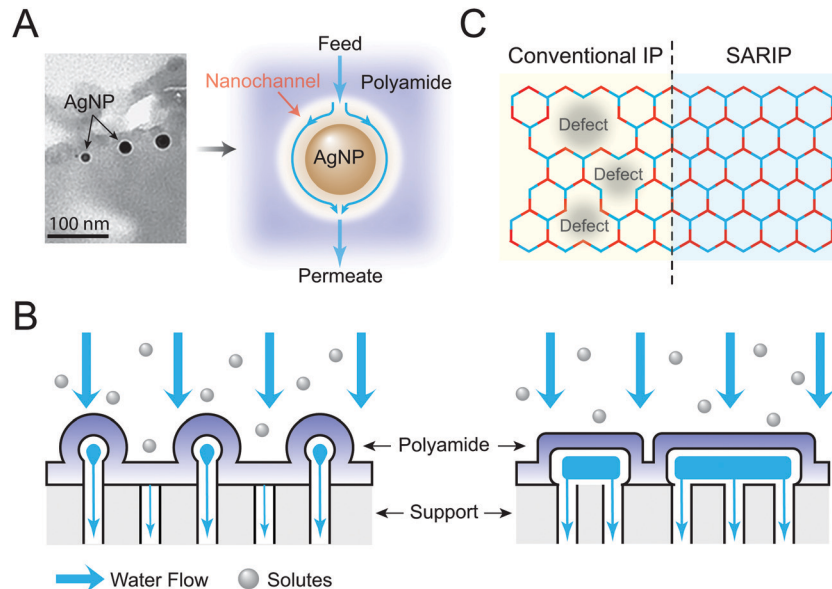 A
AgNP
100 nm
Feed
Nanochannel
Polyamide
AgNP
Permeate
C
Conventional IP
SARIP
Defect
Defect
Defect
B
Polyamide
Support
Water Flow
Solutes